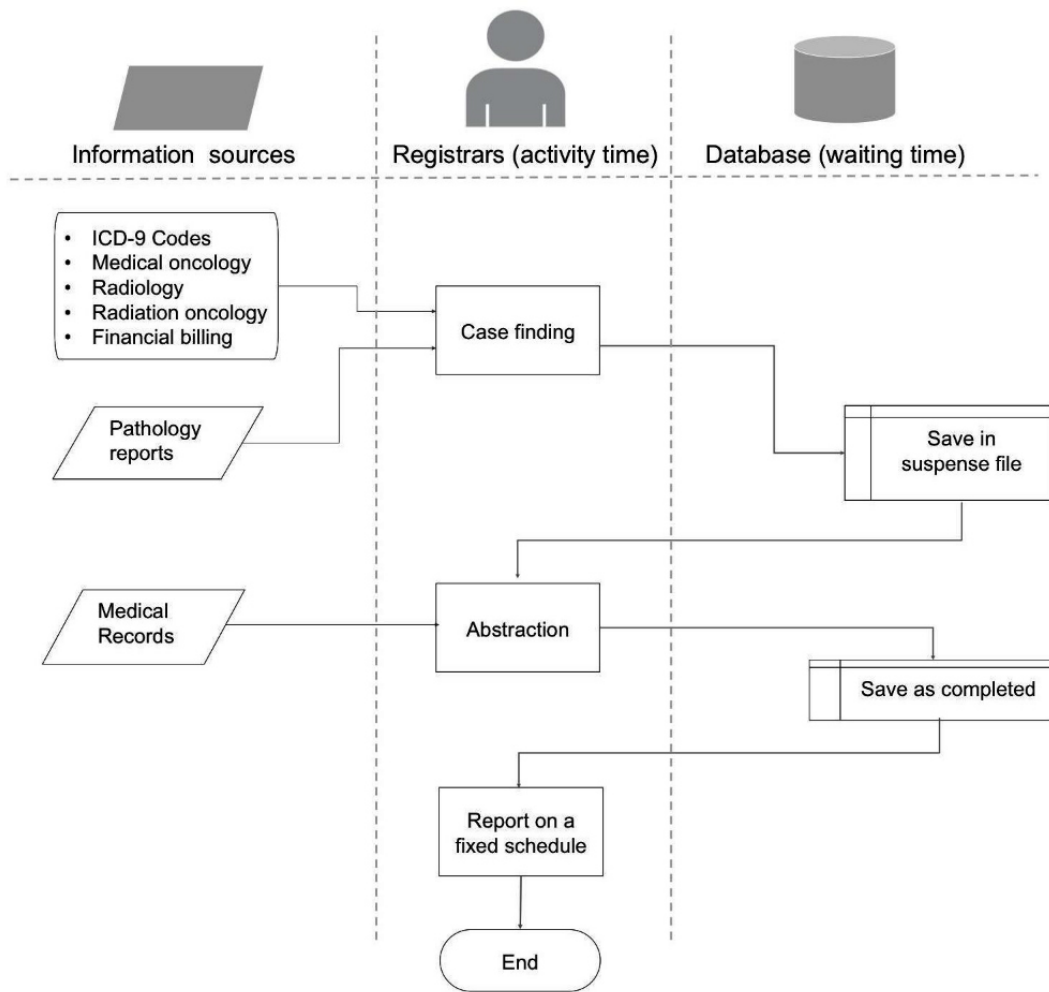 Information sources
Registrars (activity time)
Database (waiting time)
• ICD-9 Codes
• Medical oncology
• Radiology
• Radiation oncology
• Financial billing
Case finding
Pathology
reports
Save in
suspense file
Medical
Records
Abstraction
Save as completed
Report on a
fixed schedule
End